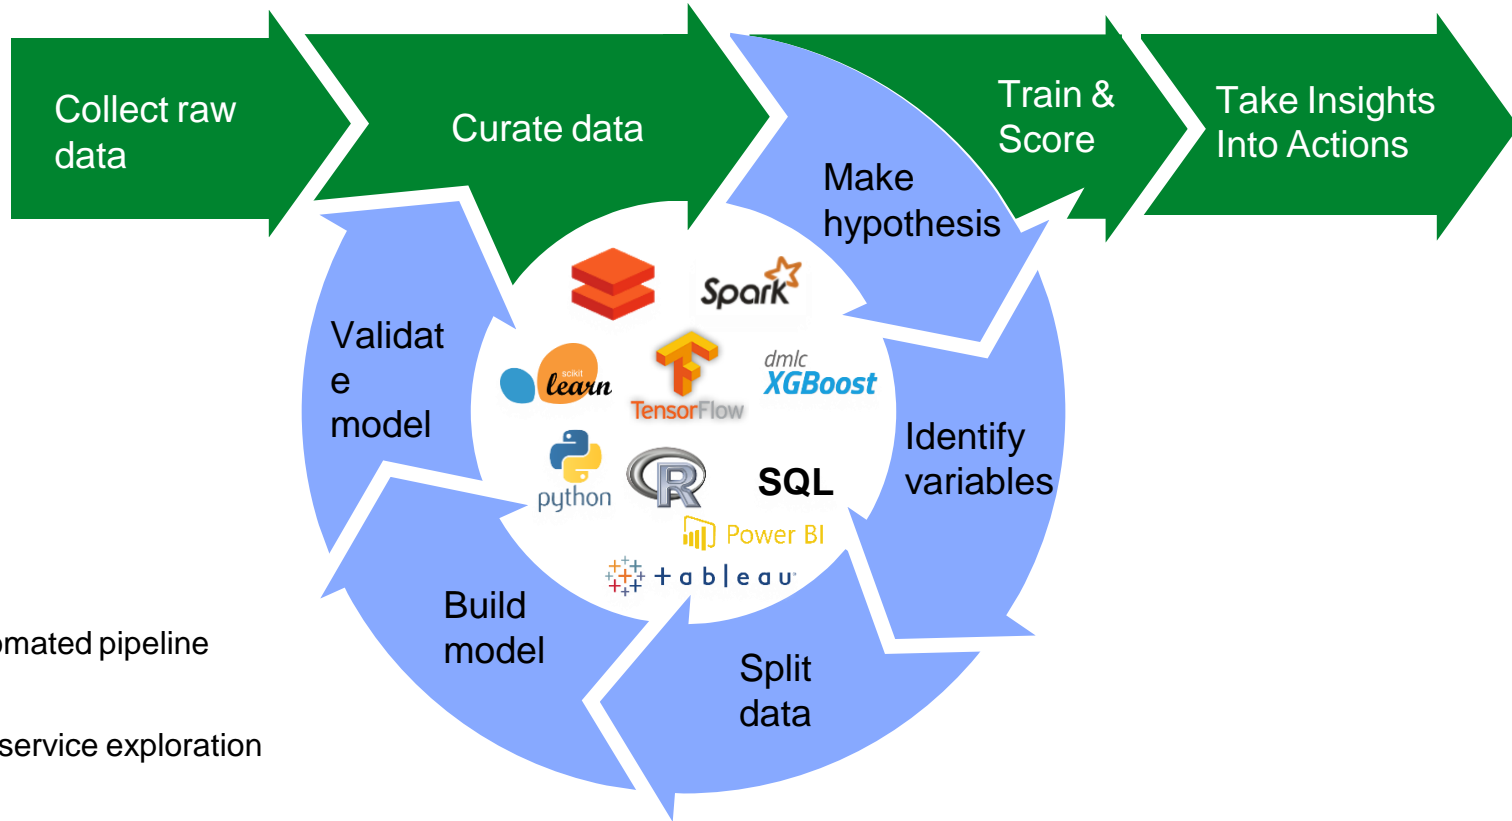 Collect raw
data
Curate data
Train &
Score
Take Insights
Into Actions
Make
hypothesis
Spark
Validat
e
model
scikit
learn
TensorFlow
dmlc
XGBoost
Identify
variables
python
R
SQL
Power BI
+ableau
Build
model
omated pipeline
Split
data
service exploration